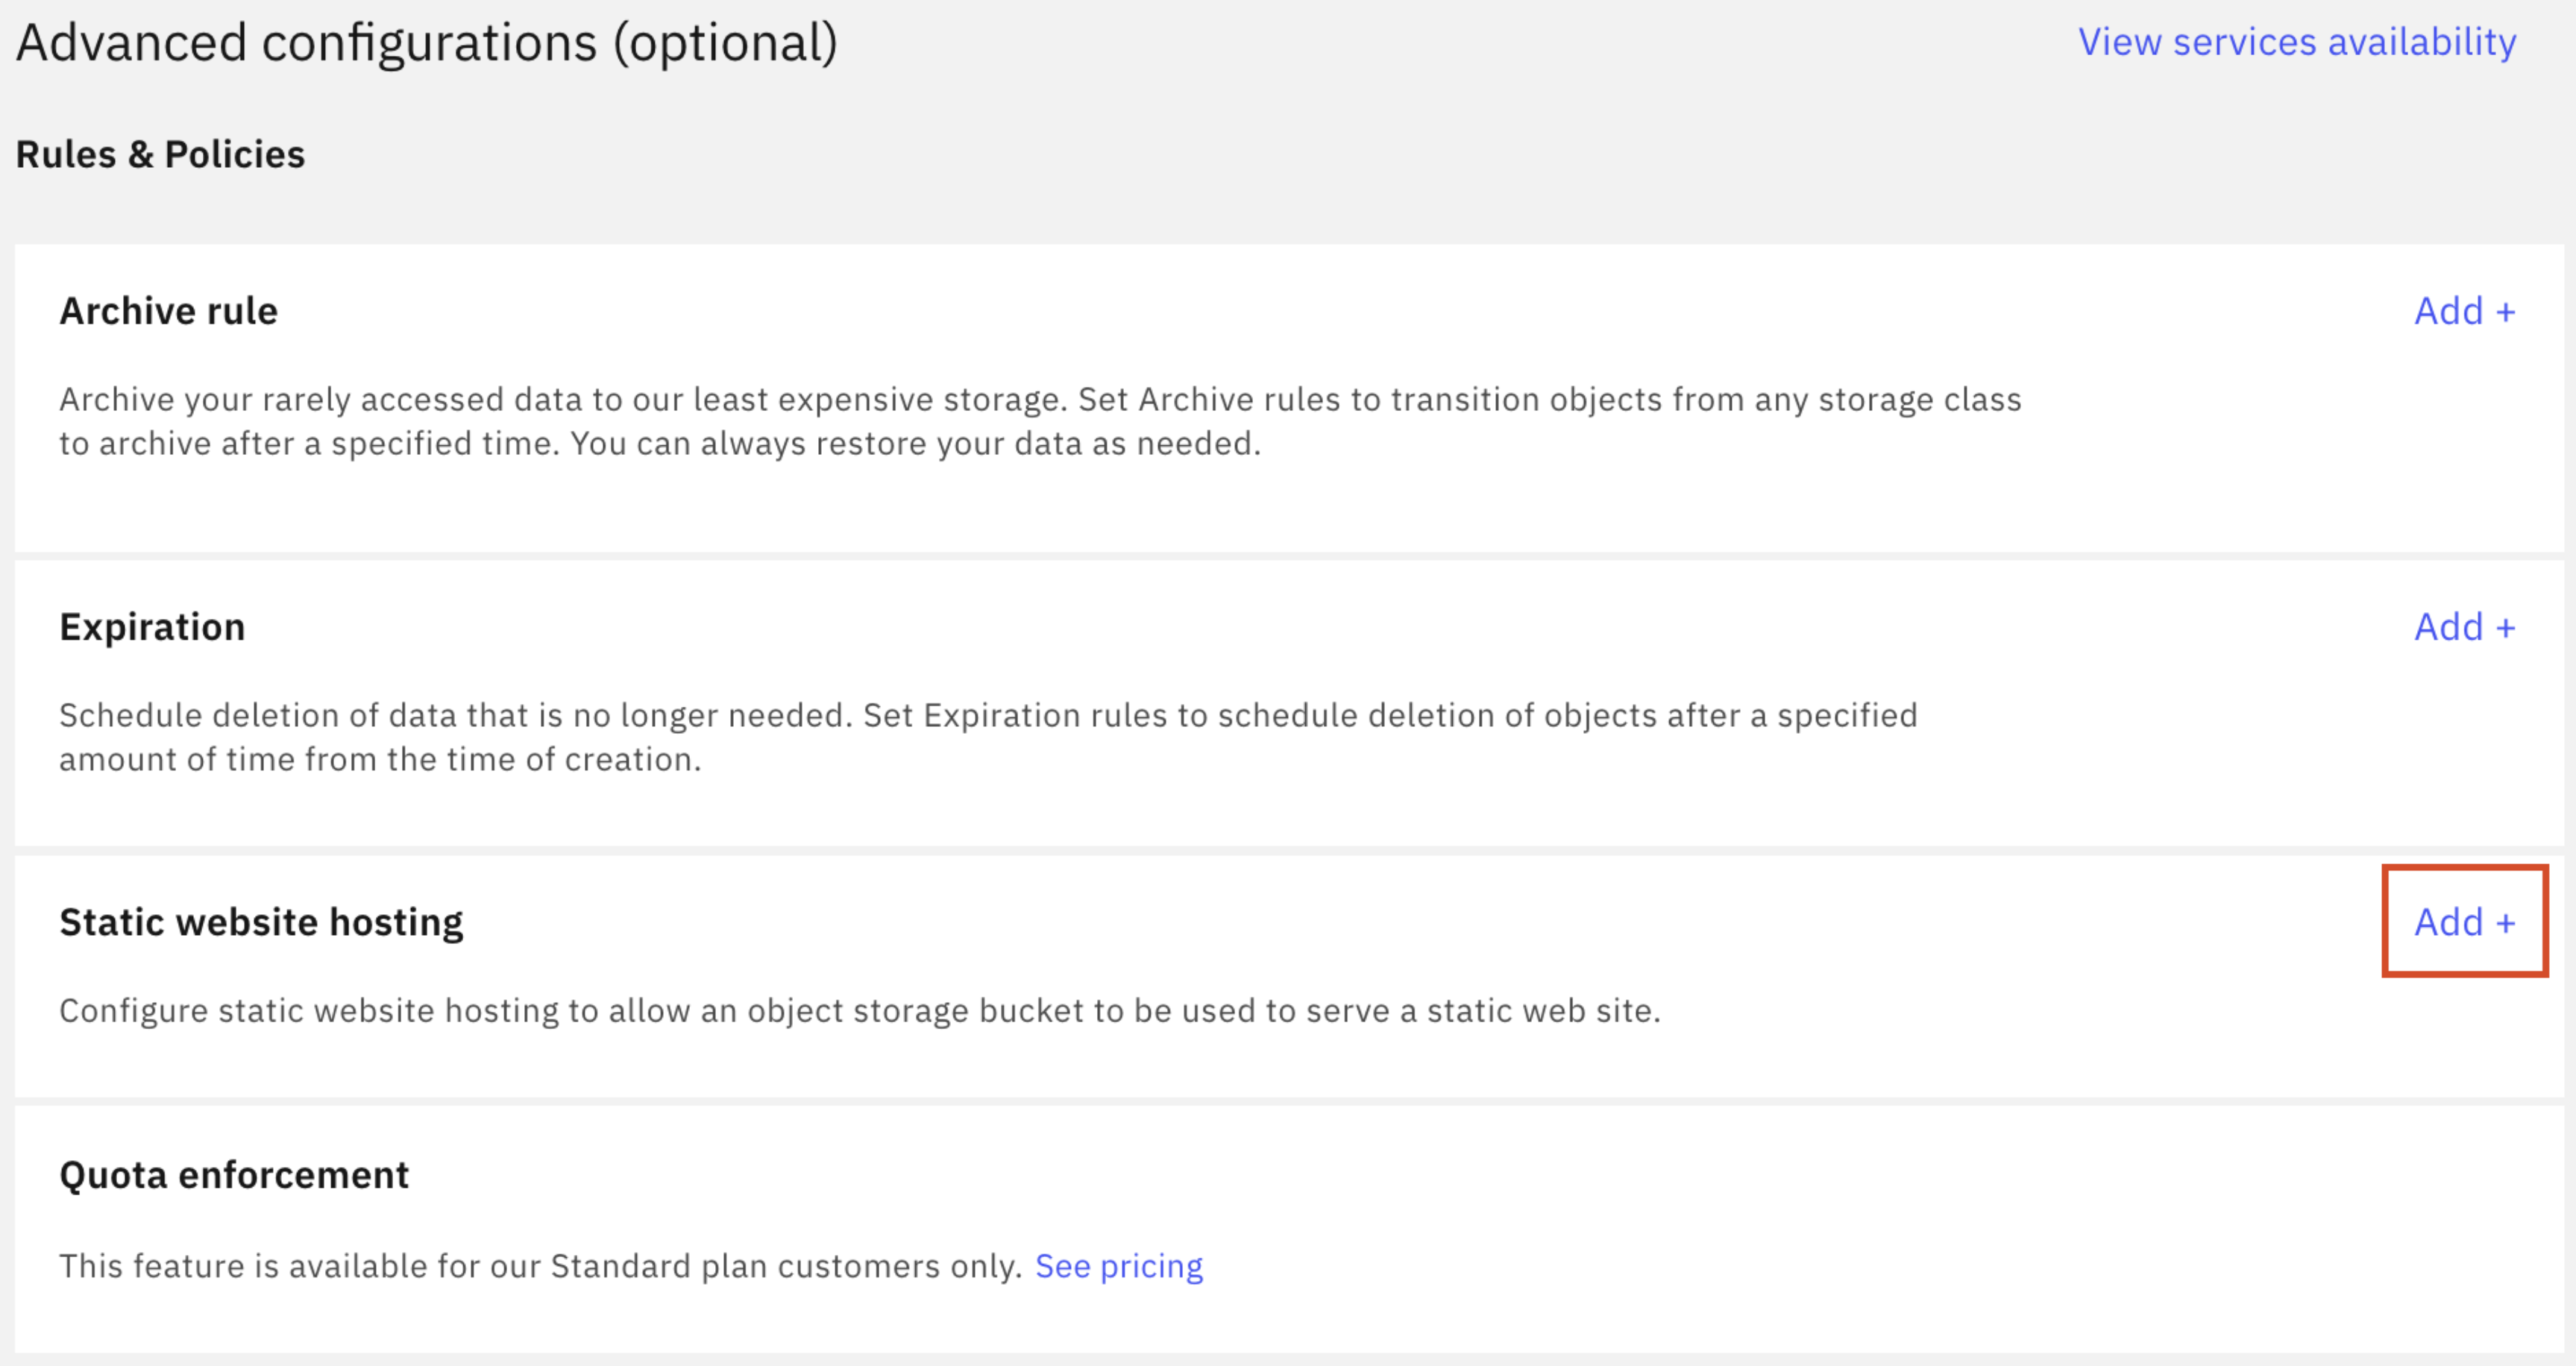 Advanced configurations (optional)
View services availability
Rules & Policies
Archive rule
Add +
Archive your rarely accessed data to our least expensive storage. Set Archive rules to transition objects from any storage class
to archive after a specified time. You can always restore your data as needed.
Expiration
Add +
Schedule deletion of data that is no longer needed. Set Expiration rules to schedule deletion of objects after a specified
amount of time from the time of creation.
Static website hosting
Add +
Configure static website hosting to allow an object storage bucket to be used to serve a static web site.
Quota enforcement
This feature is available for our Standard plan customers only. See pricing